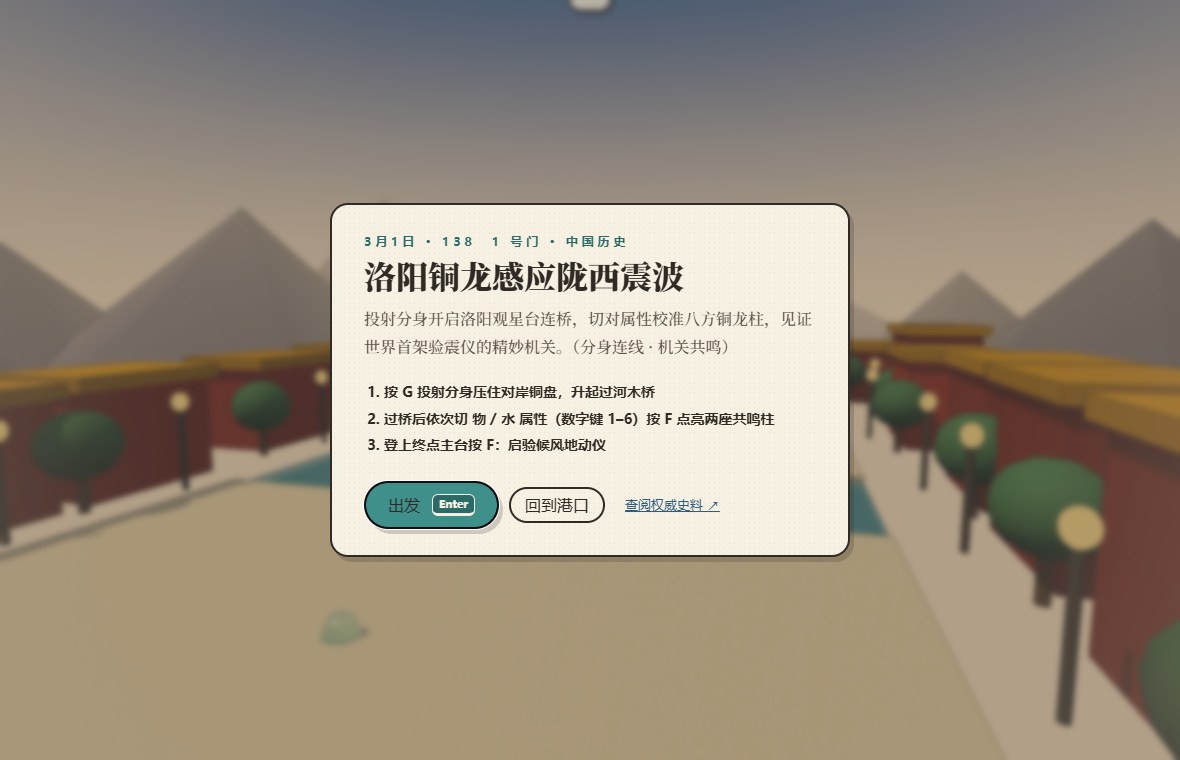 3月1日 • 138 1 号门 • 中国历史
洛阳铜龙感应陇西震波
投射分身开启洛阳观星台连桥，切对属性校准八方铜龙柱，见证
世界首架验震仪的精妙机关。（分身连线 · 机关共鸣）
1. 按 G 投射分身压住对岸铜盘，升起过河木桥
2. 过桥后依次切 物 / 水 属性（数字键 1–6）按 F 点亮两座共鸣柱
3. 登上终点主台按 F：启验候风地动仪
出发 Enter 回到港口 查阅权威史料 ↗